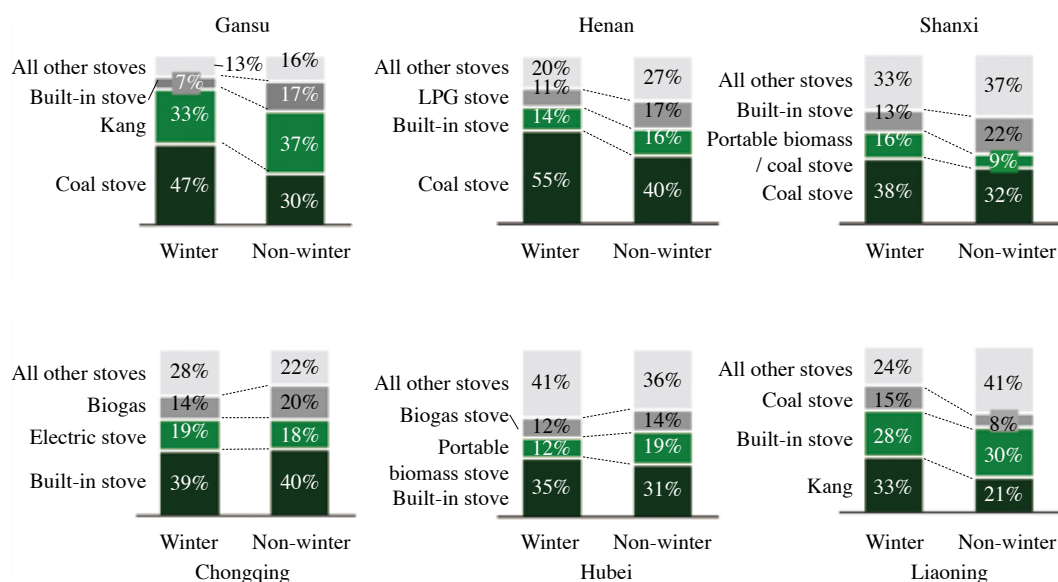 Gansu
All other stoves
Built-in stove
Kang
Coal stove
13%
7%
33%
47%
16%
17%
37%
30%
Winter Non-winter
Henan
All other stoves
LPG stove
Built-in stove
Coal stove
20%
11%
14%
55%
27%
17%
16%
40%
Winter Non-winter
Shanxi
All other stoves
Built-in stove
Portable biomass
/ coal stove
Coal stove
33%
13%
16%
38%
37%
22%
9%
32%
Winter Non-winter
All other stoves
Biogas
Electric stove
Built-in stove
28%
14%
19%
39%
22%
20%
18%
40%
Winter Non-winter
Chongqing
All other stoves
Biogas stove
Portable
biomass stove
Built-in stove
41%
12%
12%
35%
36%
14%
19%
31%
Winter Non-winter
Hubei
All other stoves
Coal stove
Built-in stove
Kang
24%
15%
28%
33%
41%
8%
30%
21%
Winter Non-winter
Liaoning